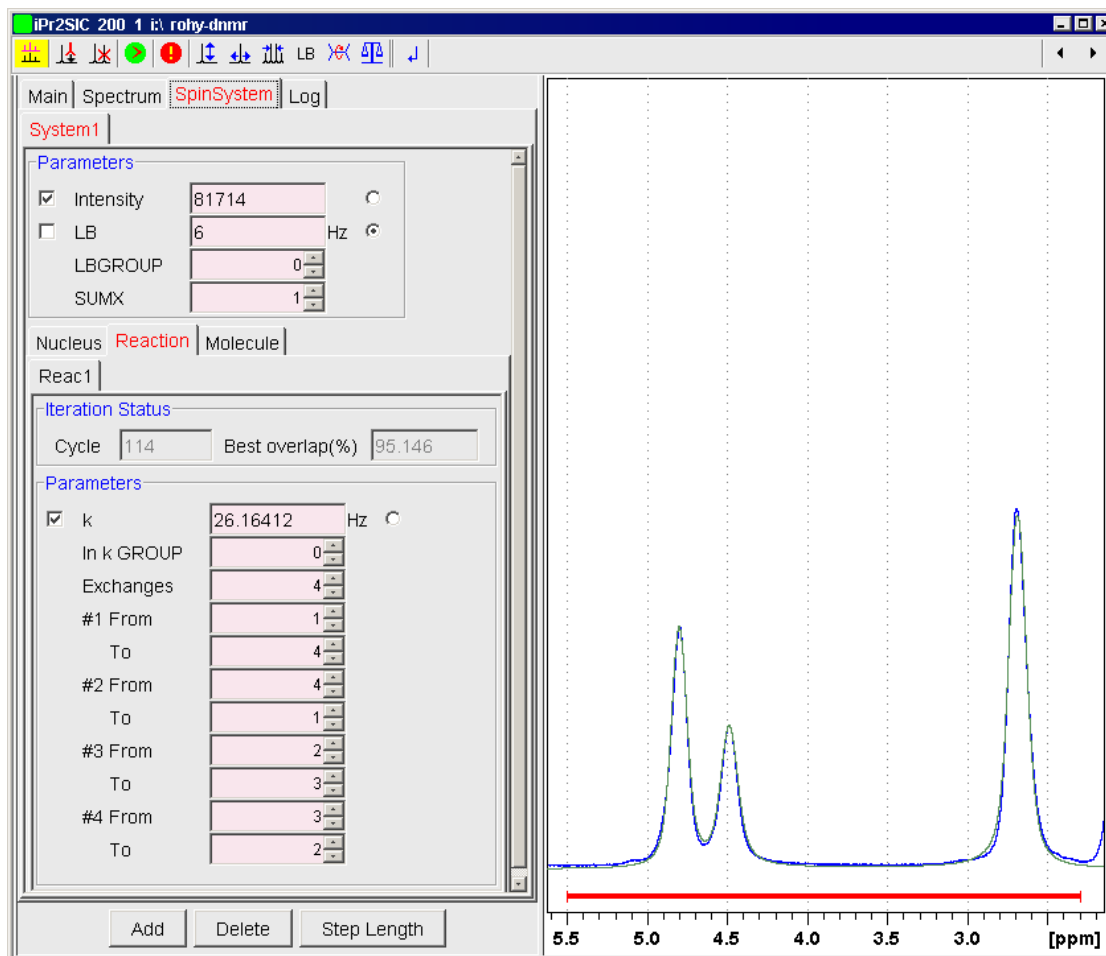 iPr2SIC 200 1 i:\ rohy-dnmr
LB
Main Spectrum SpinSystem Log
System1
Parameters
Intensity 81714
LB 6 Hz
LBGROUP 0
SUMX 1
Nucleus Reaction Molecule
Reac1
Iteration Status
Cycle 114 Best overlap(%) 95.146
Parameters
k 26.16412 Hz
In k GROUP 0
Exchanges 4
#1 From 1
To 4
#2 From 4
To 1
#3 From 2
To 3
#4 From 3
To 2
Add Delete Step Length
5.5 5.0 4.5 4.0 3.5 3.0 [ppm]